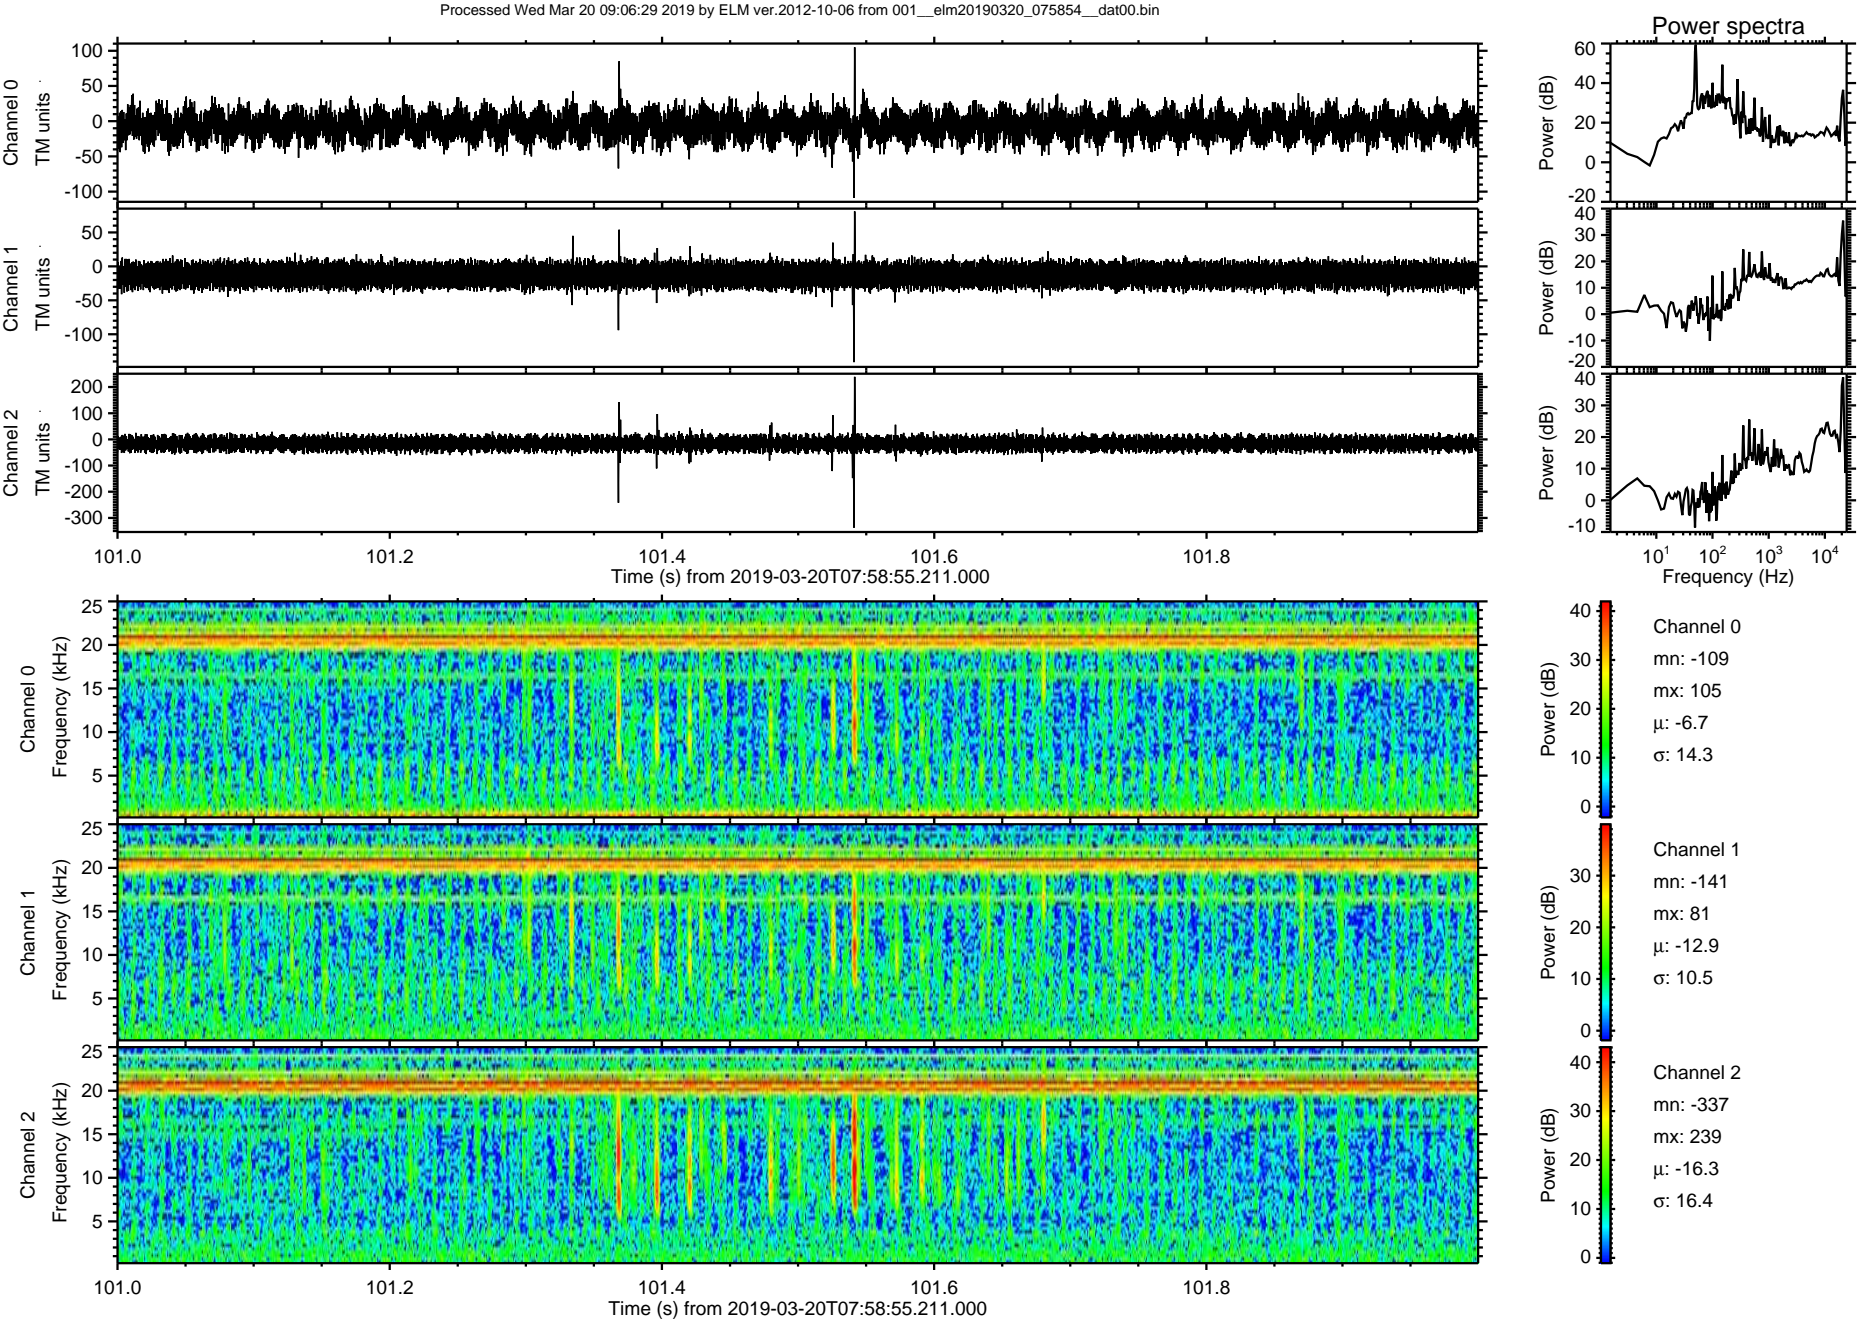 Processed Wed Mar 20 09:06:29 2019 by ELM ver.2012-10-06 from 001__elm20190320_075854__dat00.bin
Power spectra
Channel 0
TM units
100
50
0
-50
-100
Power (dB)
60
40
20
0
-20
Channel 1
TM units
50
0
-50
-100
Power (dB)
40
30
20
10
0
-10
-20
Channel 2
TM units
200
100
0
-100
-200
-300
Power (dB)
40
30
20
10
0
-10
101.0 101.2 101.4 101.6 101.8
Time (s) from 2019-03-20T07:58:55.211.000
10¹ 10² 10³ 10⁴
Frequency (Hz)
Channel 0
Frequency (kHz)
25
20
15
10
5
Power (dB)
40
30
20
10
0
Channel 0
mn: -109
mx: 105
μ: -6.7
σ: 14.3
Channel 1
Frequency (kHz)
25
20
15
10
5
Power (dB)
30
20
10
0
Channel 1
mn: -141
mx: 81
μ: -12.9
σ: 10.5
Channel 2
Frequency (kHz)
25
20
15
10
5
Power (dB)
40
30
20
10
0
Channel 2
mn: -337
mx: 239
μ: -16.3
σ: 16.4
101.0 101.2 101.4 101.6 101.8
Time (s) from 2019-03-20T07:58:55.211.000